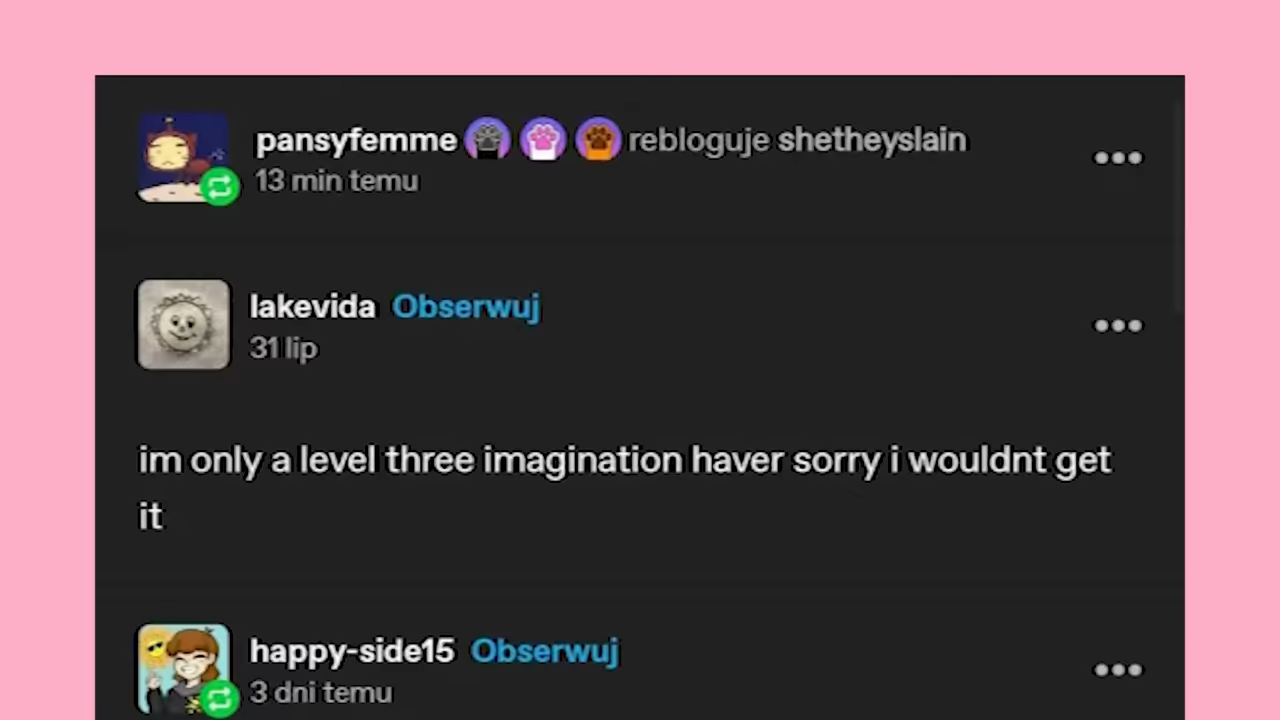 pansyfemme rebloguje shetheyslain
13 min temu
lakevida Obserwuj
31 lip
im only a level three imagination haver sorry i wouldnt get
it
happy-side15 Obserwuj
3 dni temu